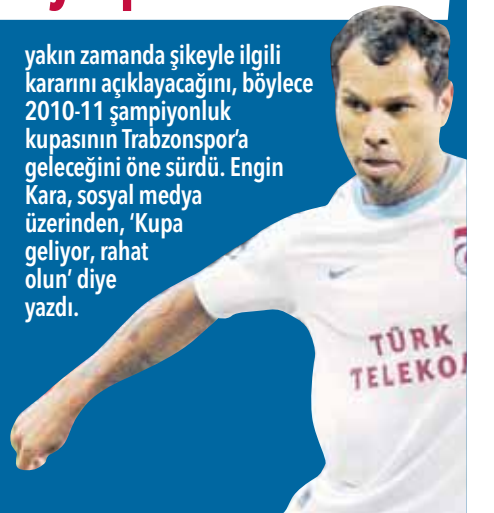 yakın zamanda şikeyle ilgili
kararını açıklayacağını, böylece
2010-11 şampiyonluk
kupasının Trabzonspor’a
geleceğini öne sürdü. Engin
Kara, sosyal medya
üzerinden, ‘Kupa
geliyor, rahat
olun’ diye
yazdı.
TÜRK
TELEKO